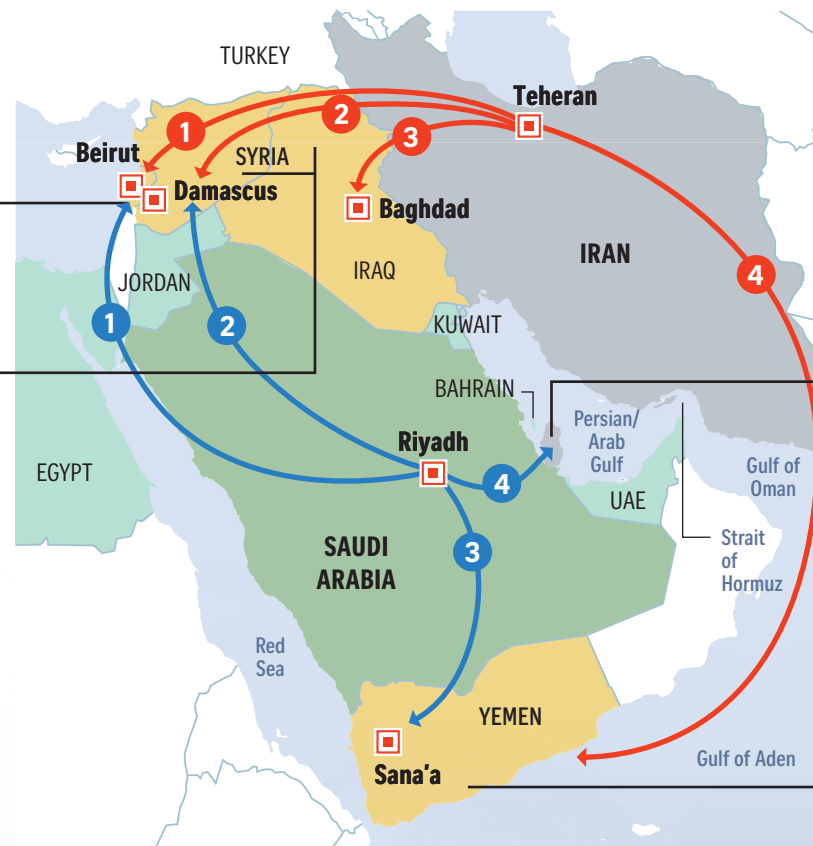 TURKEY
Teheran
1
2
3
Beirut
SYRIA
Damascus
Baghdad
IRAN
4
IRAQ
JORDAN
1
2
KUWAIT
BAHRAIN
Persian/
Arab
Gulf
Riyadh
EGYPT
4
Gulf of
Oman
UAE
SAUDI
ARABIA
3
Strait
of
Hormuz
Red
Sea
YEMEN
Sana'a
Gulf of Aden